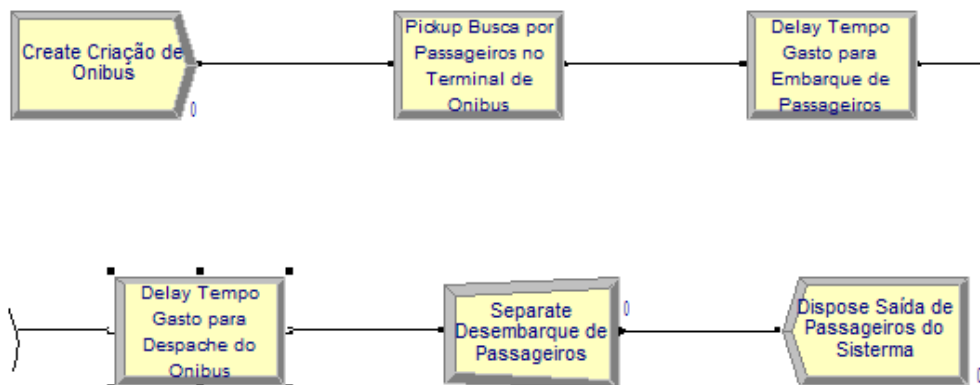 Create Criação de
Onibus
0
Pickup Busca por
Passageiros no
Terminal de
Onibus
Delay Tempo
Gasto para
Embarque de
Passageiros
Delay Tempo
Gasto para
Despache do
Onibus
Separate
Desembarque de
Passageiros
0
Dispose Saída de
Passageiros do
Sisterma